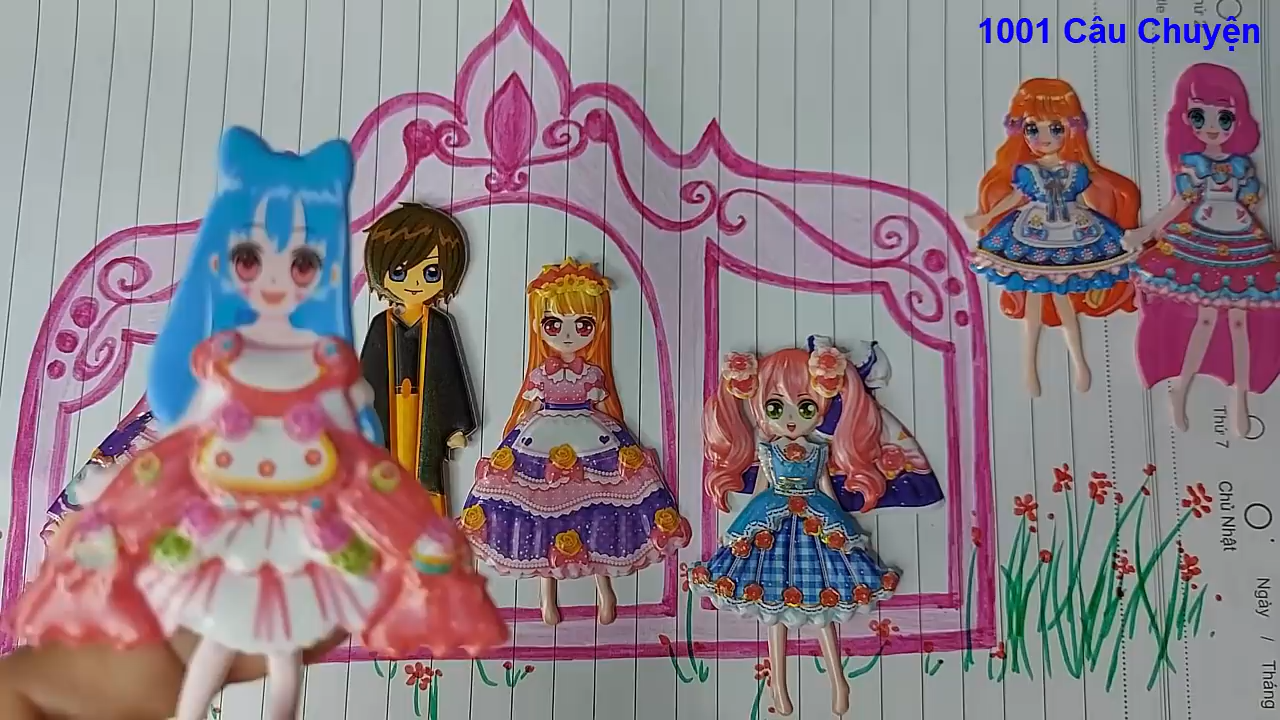 1001 Câu Chuyện
Thứ 7
Chủ Nhật
Ngày / Tháng